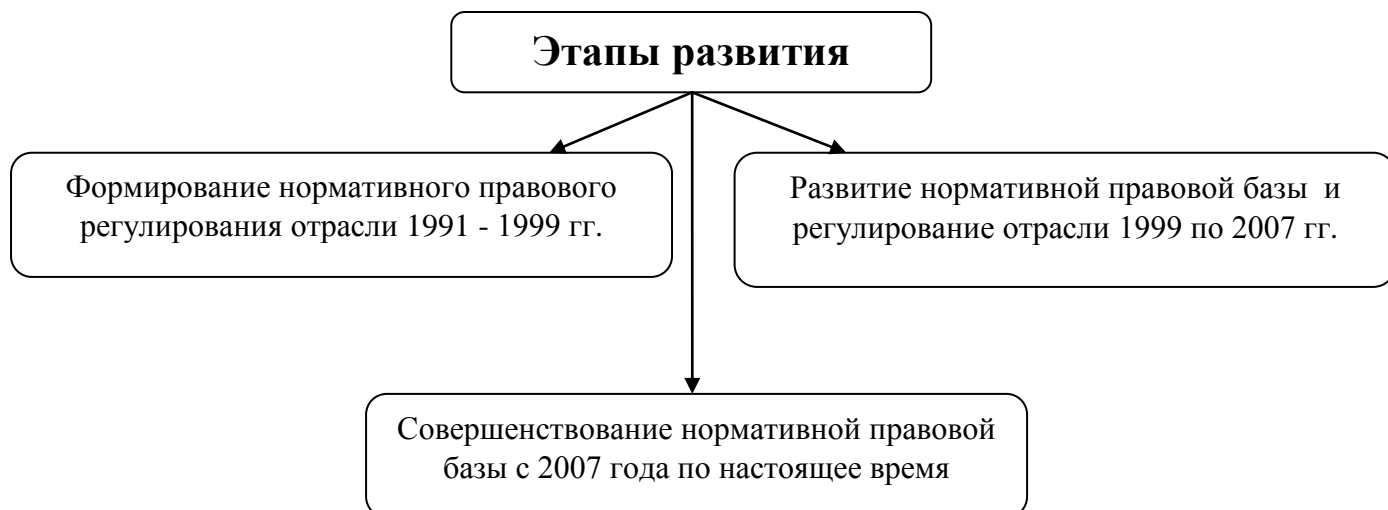 Этапы развития
Формирование нормативного правового
регулирования отрасли 1991 - 1999 гг.
Развитие нормативной правовой базы  и
регулирование отрасли 1999 по 2007 гг.
Совершенствование нормативной правовой
базы с 2007 года по настоящее время